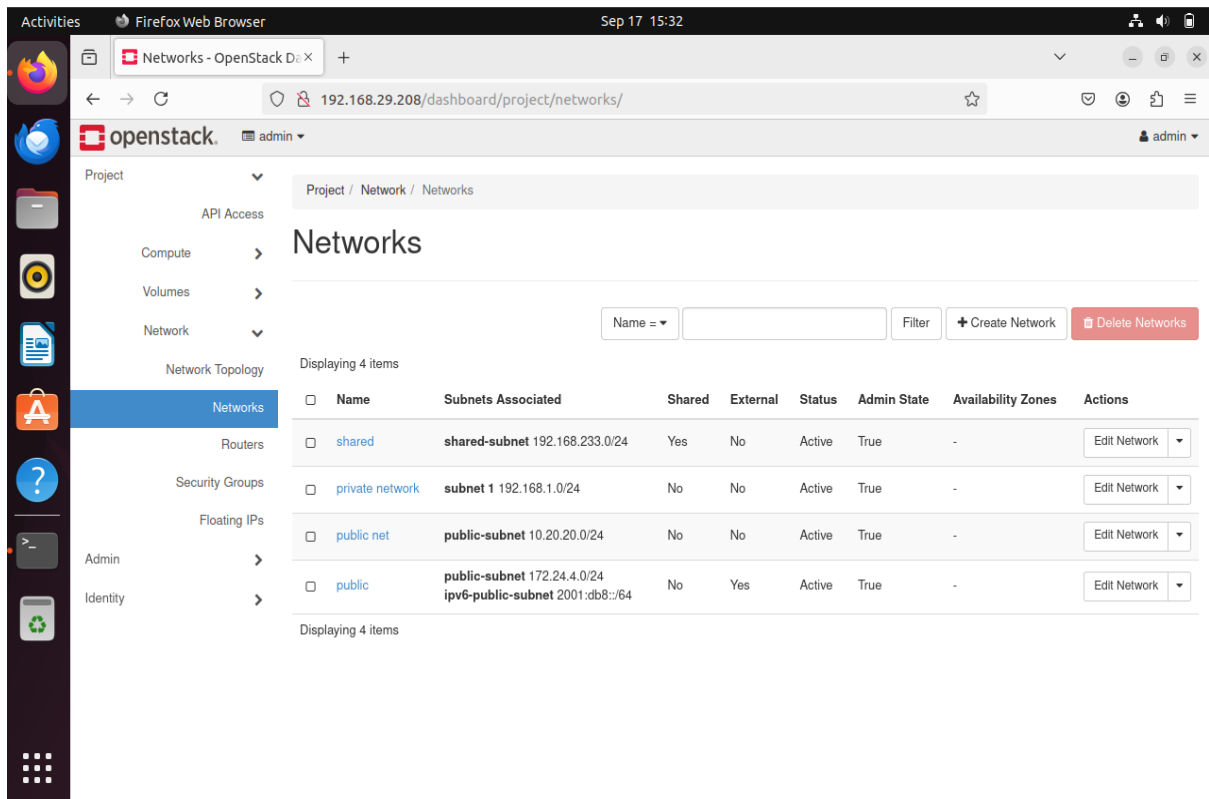 Activities Firefox Web Browser Sep 17 15:32
Networks - OpenStack Da
192.168.29.208/dashboard/project/networks/
openstack. admin admin
Project
API Access
Compute
Volumes
Network
Network Topology
Networks
Routers
Security Groups
Floating IPs
Admin
Identity
Project / Network / Networks
Networks
Name = Filter + Create Network Delete Networks
Displaying 4 items
Name Subnets Associated Shared External Status Admin State Availability Zones Actions
shared shared-subnet 192.168.233.0/24 Yes No Active True - Edit Network
private network subnet 1 192.168.1.0/24 No No Active True - Edit Network
public net public-subnet 10.20.20.0/24 No No Active True - Edit Network
public public-subnet 172.24.4.0/24 No Yes Active True - Edit Network
ipv6-public-subnet 2001:db8::/64
Displaying 4 items